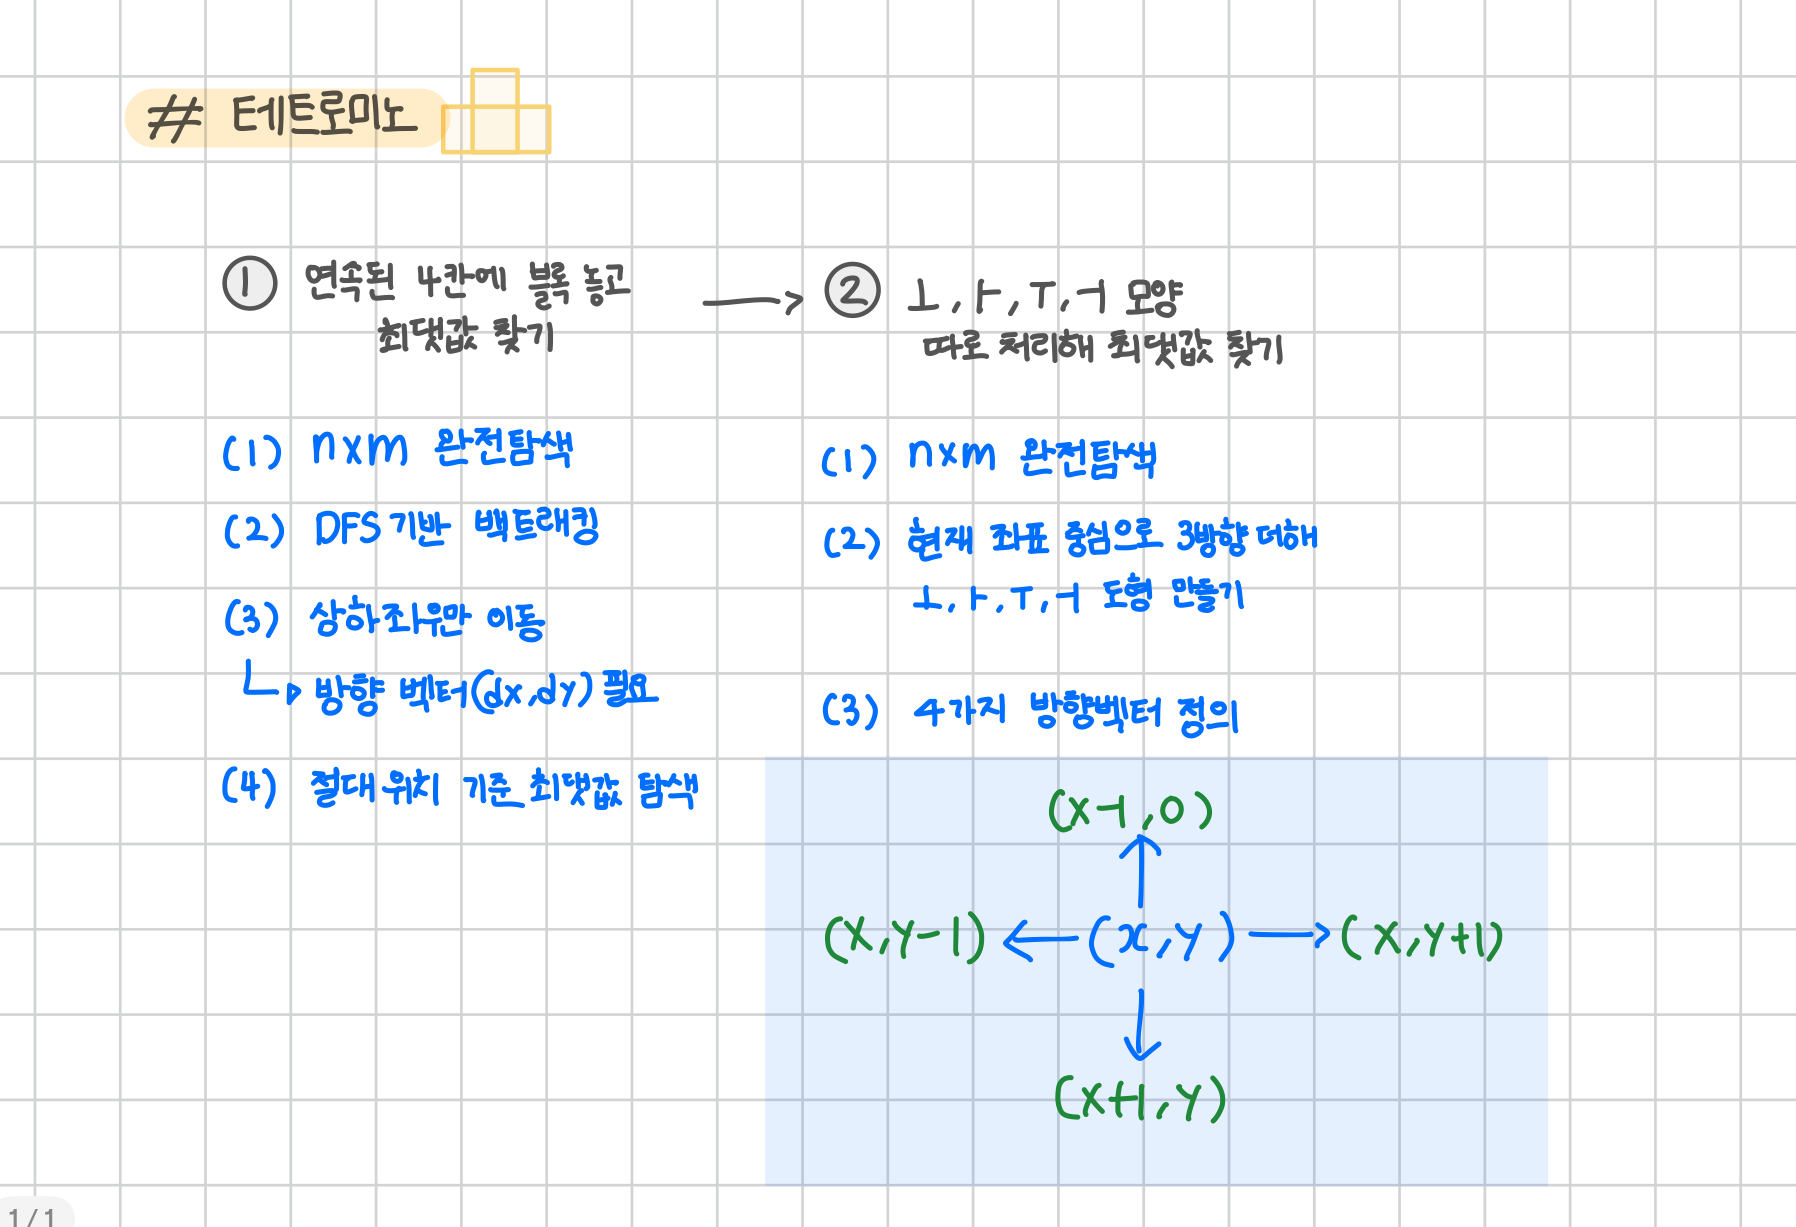 # 테트로미노
① 연속된 4칸에 블록 놓고
최댓값 찾기
→ ② ㅗ, ㅏ, ㅜ, ㅓ 모양
따로 처리해 최댓값 찾기
(1) nxm 완전탐색
(2) DFS 기반 백트래킹
(3) 상하좌우만 이동
↳ 방향 벡터(dx,dy) 필요
(4) 절대 위치 기준 최댓값 탐색
(1) nxm 완전탐색
(2) 현재 좌표 중심으로 3방향 더해
ㅗ, ㅏ, ㅜ, ㅓ 도형 만들기
(3) 4가지 방향벡터 정의
(x-1,0)
(x,y-1) ← (x,y) → (x,y+1)
(x+1,y)
1/1